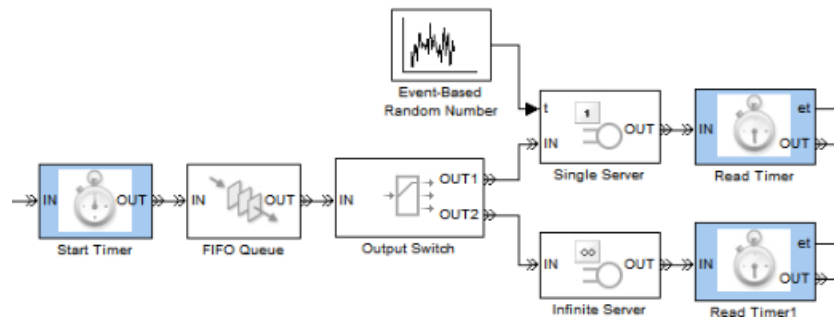 Event-Based
Random Number
t
1
IN
OUT
Single Server
IN
et
OUT
Read Timer
IN
OUT
Start Timer
IN
OUT
FIFO Queue
IN
OUT1
OUT2
Output Switch
∞
IN
OUT
Infinite Server
IN
et
OUT
Read Timer1